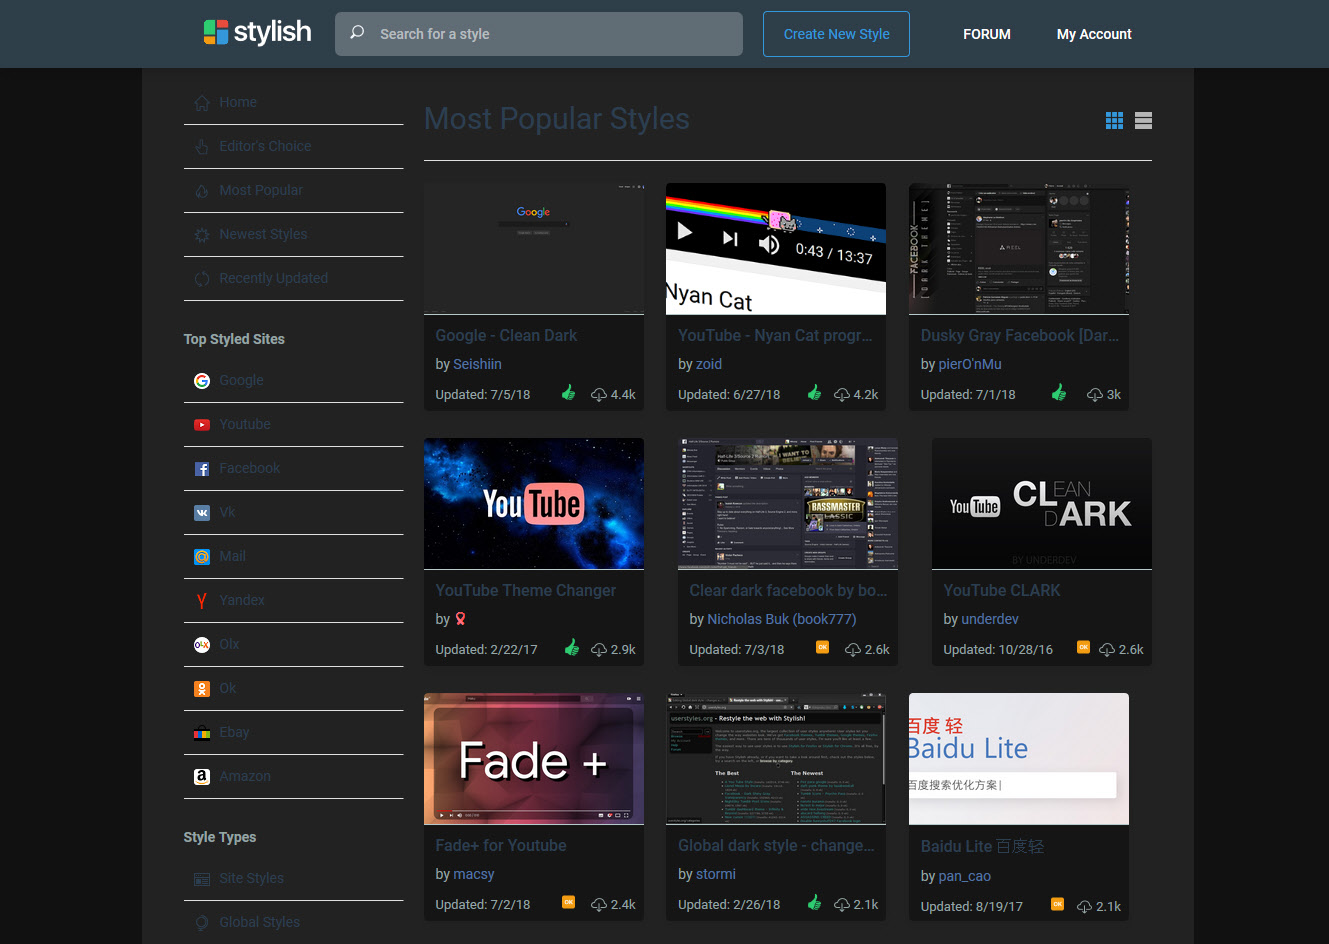 stylish
Search for a style
Create New Style
FORUM
My Account
Home
Editor's Choice
Most Popular
Newest Styles
Recently Updated
Top Styled Sites
Google
Youtube
Facebook
Vk
Mail
Yandex
Olx
Ok
Ebay
Amazon
Style Types
Site Styles
Global Styles
Most Popular Styles
Google
Google - Clean Dark
by Seishiin
Updated: 7/5/18
4.4k
0:43 / 13:37
Nyan Cat
YouTube - Nyan Cat progr...
by zoid
Updated: 6/27/18
4.2k
FACEBOOK
Dusky Gray Facebook [Dar...
by pierO'nMu
Updated: 7/1/18
3k
YouTube
YouTube Theme Changer
by
Updated: 2/22/17
2.9k
I WANT TO
BASSMASTER
CLASSIC
Clear dark facebook by bo...
by Nicholas Buk (book777)
Updated: 7/3/18
OK
2.6k
YouTube
CLEAN
DARK
BY UNDERDEV
YouTube CLARK
by underdev
Updated: 10/28/16
OK
2.6k
Fade +
Fade+ for Youtube
by macsy
Updated: 7/2/18
OK
2.4k
userstyles.org - Restyle the web with Stylish!
The Best
The Newest
Global dark style - change...
by stormi
Updated: 2/26/18
2.1k
百度 轻
Baidu Lite
百度搜索优化方案|
Baidu Lite 百度轻
by pan_cao
Updated: 8/19/17
OK
2.1k